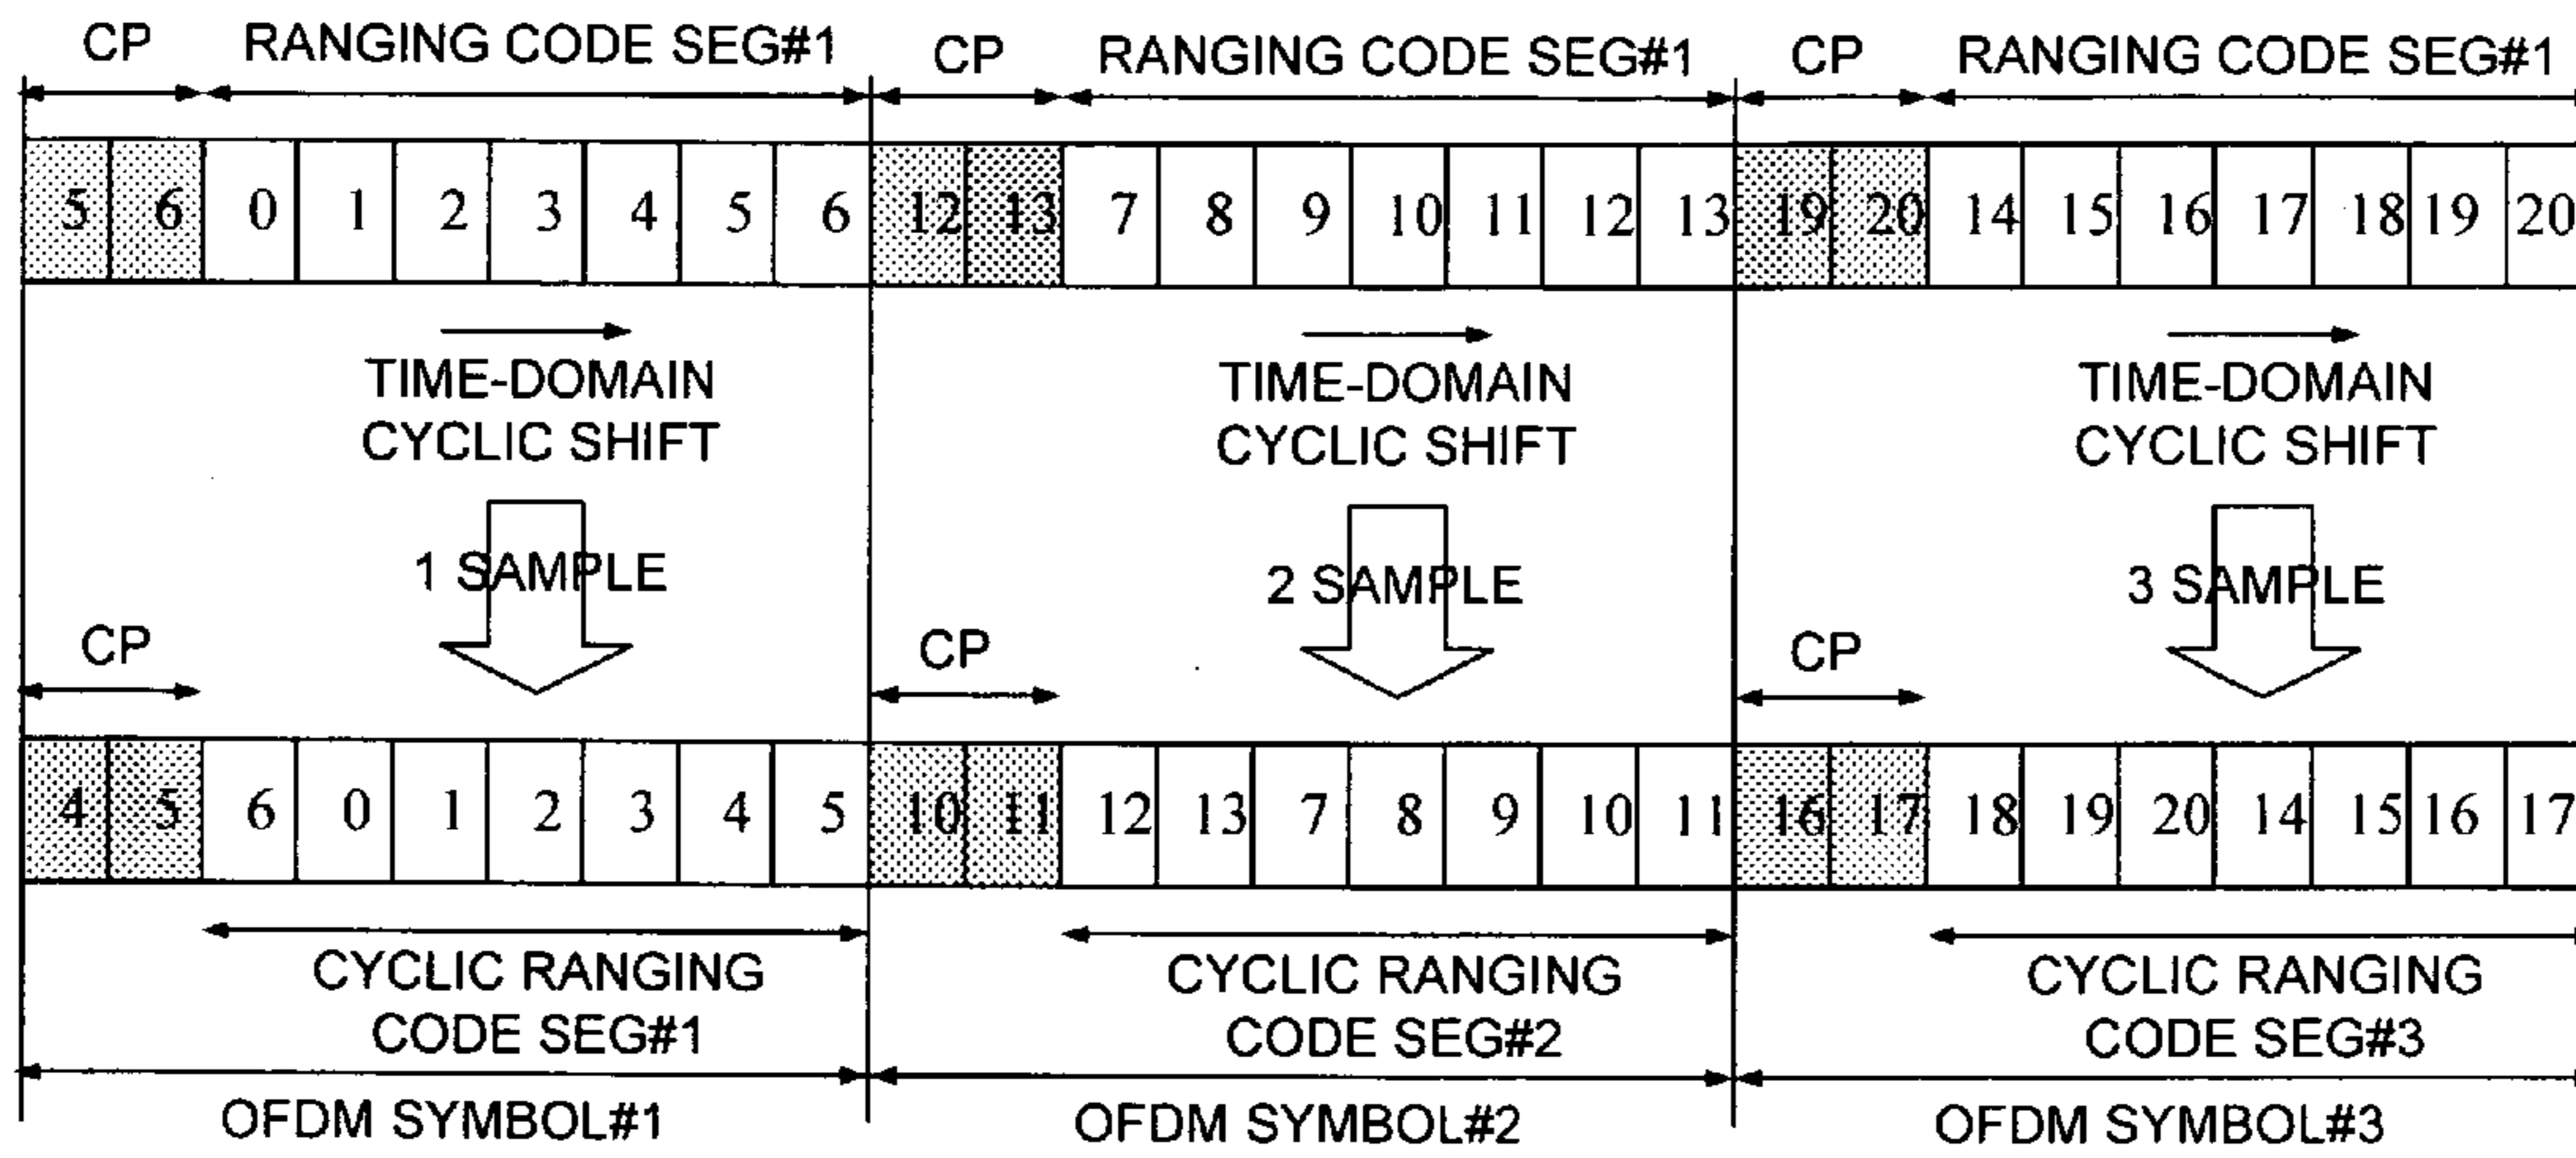 CP RANGING CODE SEG#1 CP RANGING CODE SEG#1 CP RANGING CODE SEG#1
5 6 0 1 2 3 4 5 6 12 13 7 8 9 10 11 12 13 19 20 14 15 16 17 18 19 20
TIME-DOMAIN TIME-DOMAIN TIME-DOMAIN
CYCLIC SHIFT CYCLIC SHIFT CYCLIC SHIFT
1 SAMPLE 2 SAMPLE 3 SAMPLE
CP CP CP
4 5 6 0 1 2 3 4 5 10 11 12 13 7 8 9 10 11 16 17 18 19 20 14 15 16 17
CYCLIC RANGING CYCLIC RANGING CYCLIC RANGING
CODE SEG#1 CODE SEG#2 CODE SEG#3
OFDM SYMBOL#1 OFDM SYMBOL#2 OFDM SYMBOL#3